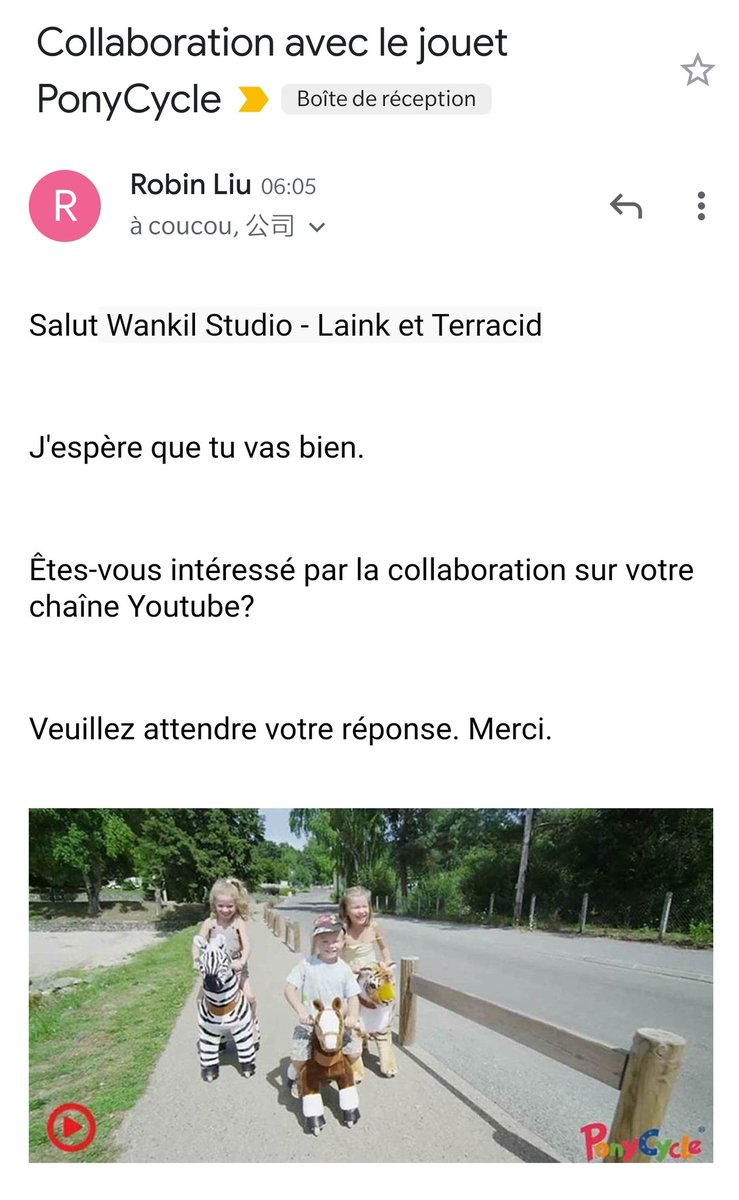 Collaboration avec le jouet
PonyCycle Boîte de réception
R
Robin Liu 06:05
à coucou, 公司
Salut Wankil Studio - Laink et Terracid
J'espère que tu vas bien.
Êtes-vous intéressé par la collaboration sur votre
chaîne Youtube?
Veuillez attendre votre réponse. Merci.
PonyCycle®